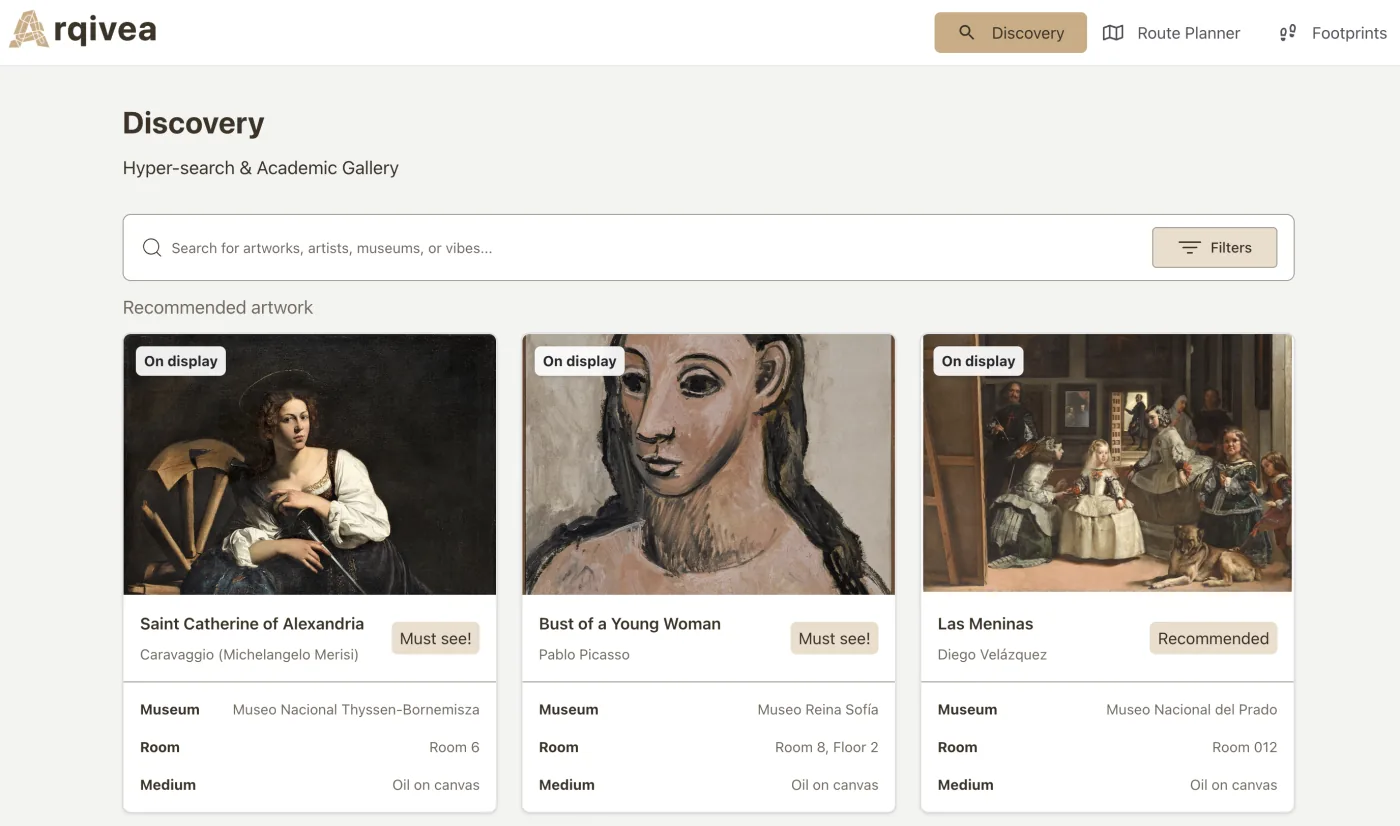 Arqivea
Discovery
Route Planner
Footprints
Discovery
Hyper-search & Academic Gallery
Search for artworks, artists, museums, or vibes...
Filters
Recommended artwork
On display
Saint Catherine of Alexandria
Caravaggio (Michelangelo Merisi)
Must see!
Museum Museo Nacional Thyssen-Bornemisza
Room Room 6
Medium Oil on canvas
On display
Bust of a Young Woman
Pablo Picasso
Must see!
Museum Museo Reina Sofía
Room Room 8, Floor 2
Medium Oil on canvas
On display
Las Meninas
Diego Velázquez
Recommended
Museum Museo Nacional del Prado
Room Room 012
Medium Oil on canvas